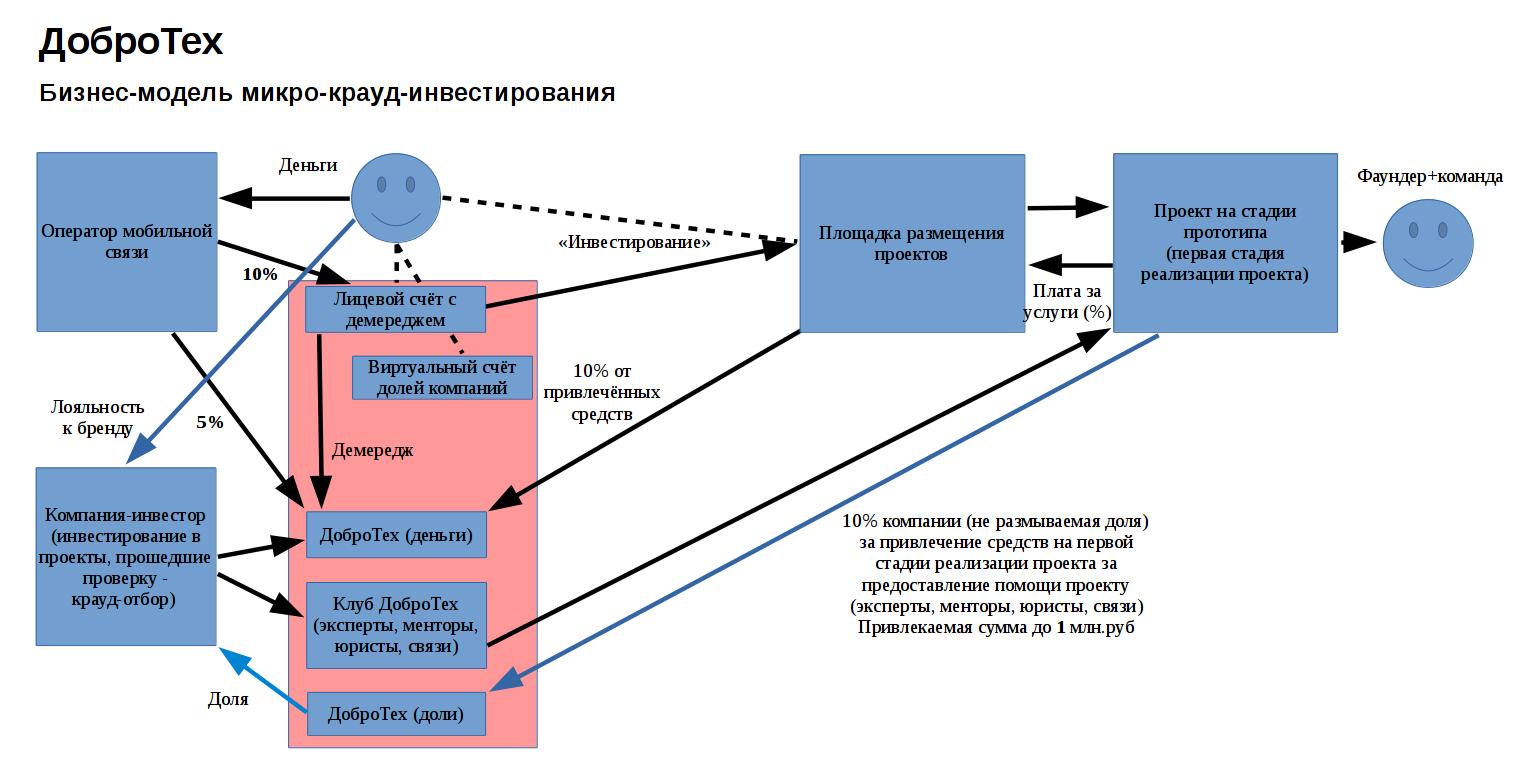 ДоброТех
Бизнес-модель микро-крауд-инвестирования
Деньги
Оператор мобильной
связи
10%
«Инвестирование»
Площадка размещения
проектов
Проект на стадии
прототипа
(первая стадия
реализации проекта)
Фаундер+команда
Плата за
услуги (%)
Лицевой счёт с
демереджем
Виртуальный счёт
долей компаний
10% от
привлечённых
средств
Лояльность
к бренду
5%
Демередж
Компания-инвестор
(инвестирование в
проекты, прошедшие
проверку -
крауд-отбор)
ДоброТех (деньги)
Клуб ДоброТех
(эксперты, менторы,
юристы, связи)
ДоброТех (доли)
Доля
10% компании (не размываемая доля)
за привлечение средств на первой
стадии реализации проекта за
предоставление помощи проекту
(эксперты, менторы, юристы, связи)
Привлекаемая сумма до 1 млн.руб